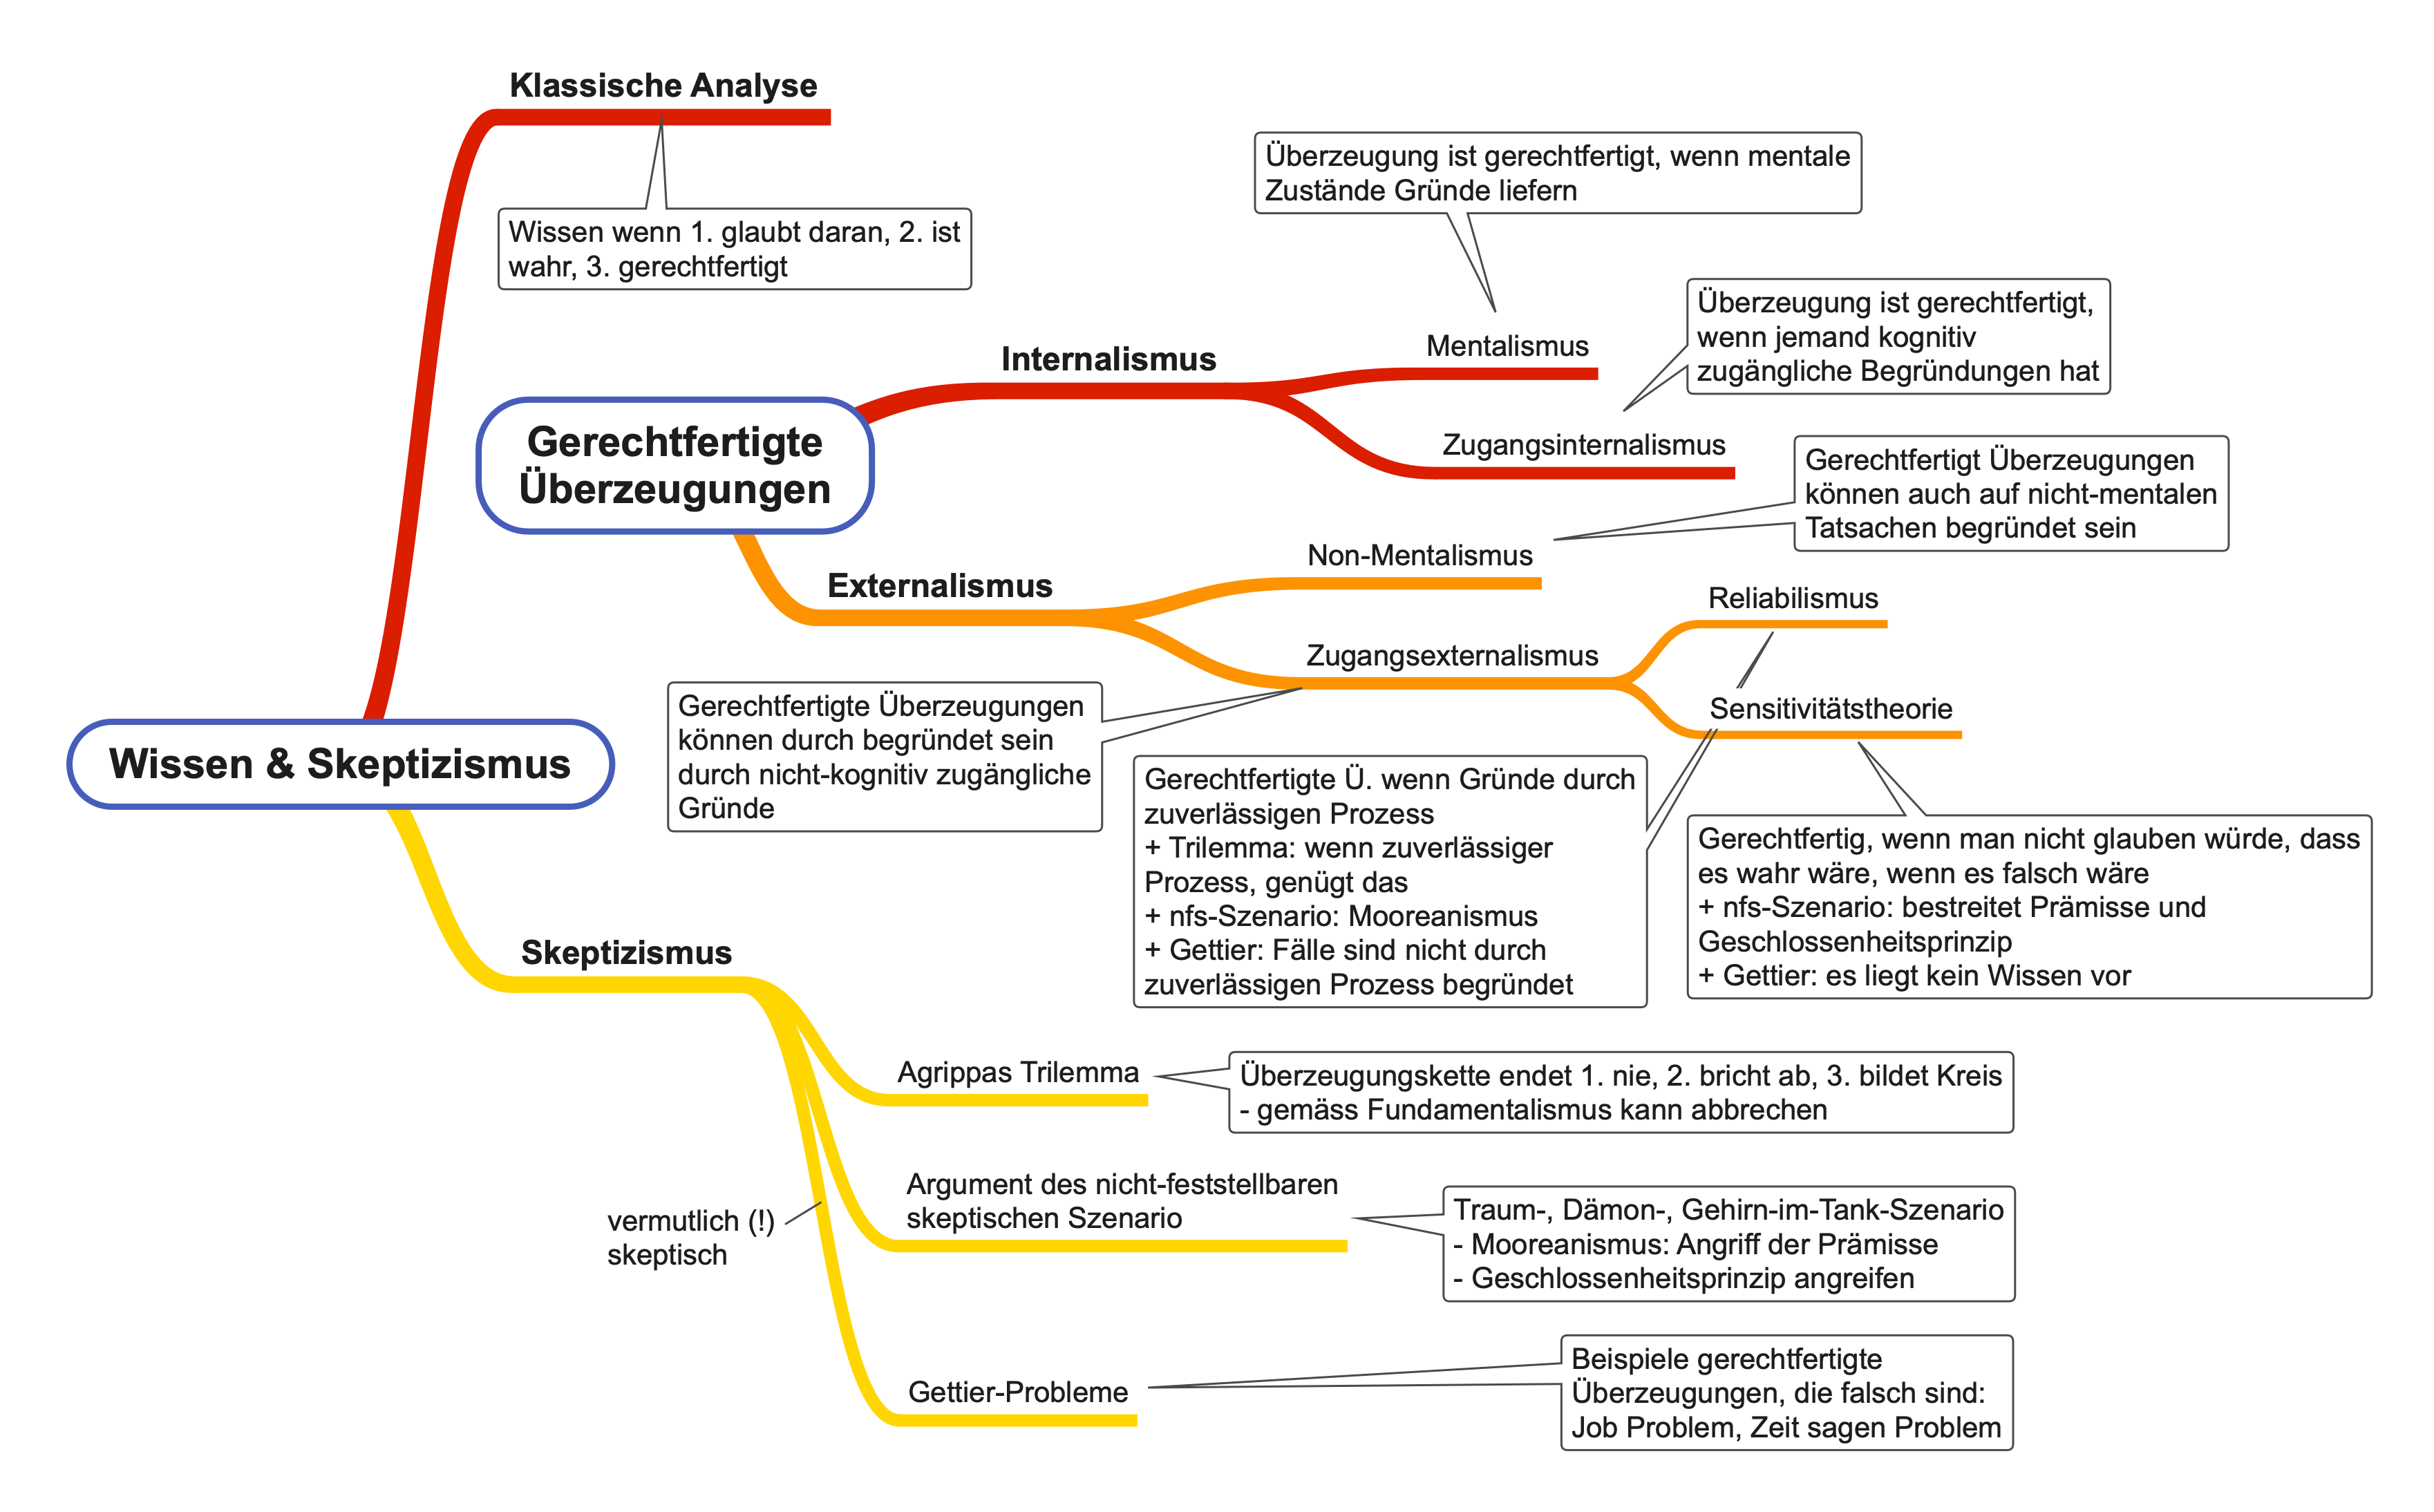 Klassische Analyse
Wissen wenn 1. glaubt daran, 2. ist
wahr, 3. gerechtfertigt
Überzeugung ist gerechtfertigt, wenn mentale
Zustände Gründe liefern
Überzeugung ist gerechtfertigt,
wenn jemand kognitiv
zugängliche Begründungen hat
Internalismus
Mentalismus
Zugangsinternalismus
Gerechtfertigte
Überzeugungen
Gerechtfertigt Überzeugungen
können auch auf nicht-mentalen
Tatsachen begründet sein
Externalismus
Non-Mentalismus
Zugangsexternalismus
Reliabilismus
Sensitivitätstheorie
Gerechtfertigte Überzeugungen
können durch begründet sein
durch nicht-kognitiv zugängliche
Gründe
Wissen & Skeptizismus
Gerechtfertigte Ü. wenn Gründe durch
zuverlässigen Prozess
+ Trilemma: wenn zuverlässiger
Prozess, genügt das
+ nfs-Szenario: Mooreanismus
+ Gettier: Fälle sind nicht durch
zuverlässigen Prozess begründet
Gerechtfertig, wenn man nicht glauben würde, dass
es wahr wäre, wenn es falsch wäre
+ nfs-Szenario: bestreitet Prämisse und
Geschlossenheitsprinzip
+ Gettier: es liegt kein Wissen vor
Skeptizismus
Agrippas Trilemma
Überzeugungskette endet 1. nie, 2. bricht ab, 3. bildet Kreis
- gemäss Fundamentalismus kann abbrechen
vermutlich (!)
skeptisch
Argument des nicht-feststellbaren
skeptischen Szenario
Traum-, Dämon-, Gehirn-im-Tank-Szenario
- Mooreanismus: Angriff der Prämisse
- Geschlossenheitsprinzip angreifen
Gettier-Probleme
Beispiele gerechtfertigte
Überzeugungen, die falsch sind:
Job Problem, Zeit sagen Problem